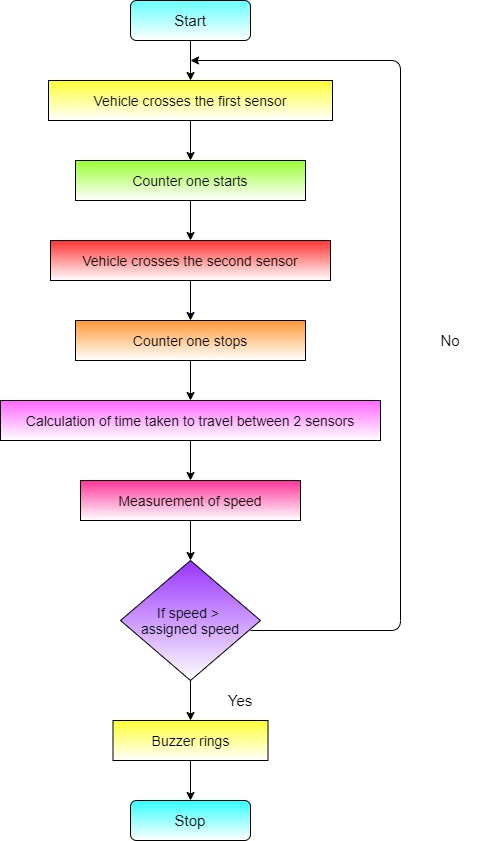 Start
Vehicle crosses the first sensor
Counter one starts
Vehicle crosses the second sensor
Counter one stops
No
Calculation of time taken to travel between 2 sensors
Measurement of speed
If speed >
assigned speed
Yes
Buzzer rings
Stop